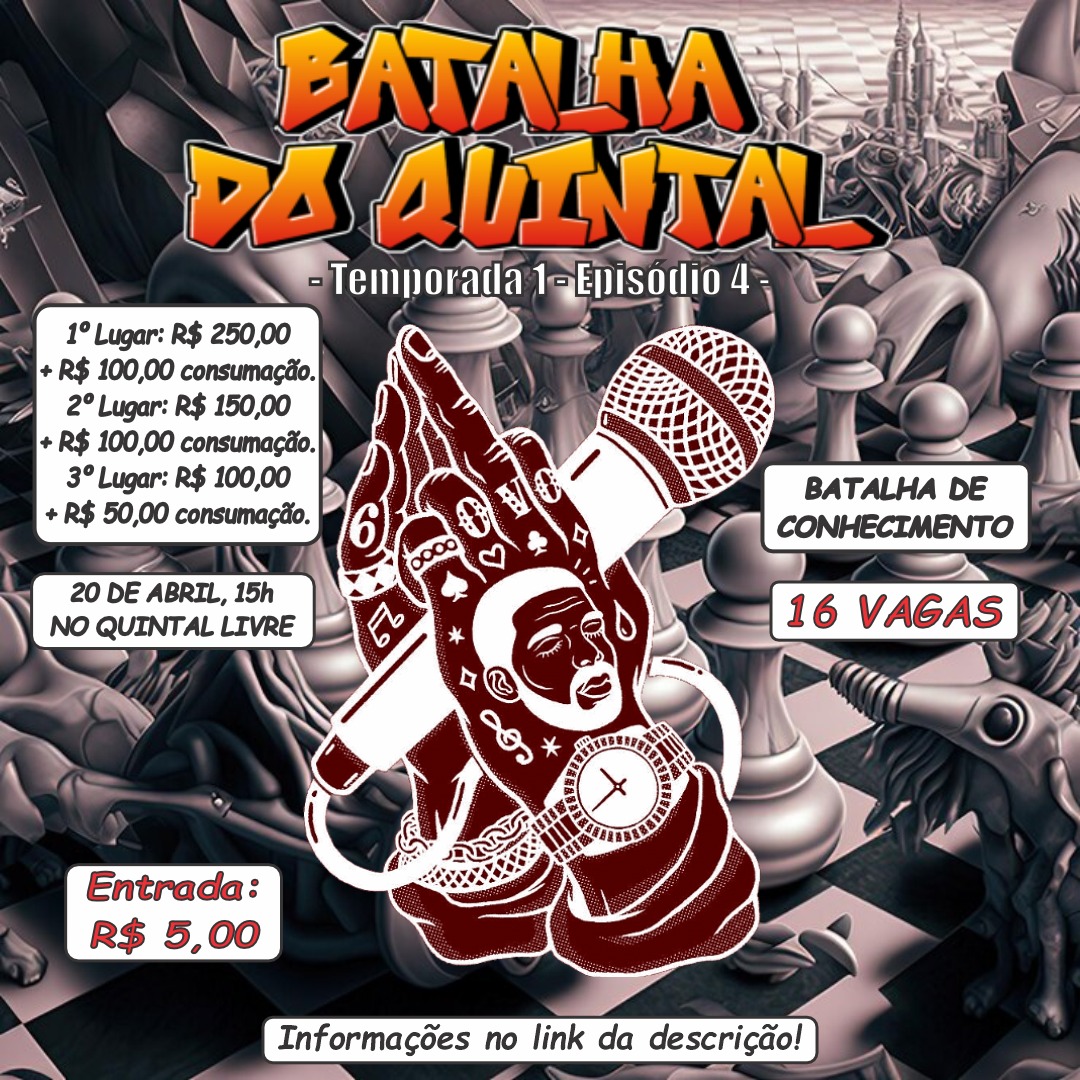 BATALHA
DO QUINTAL
- Temporada 1 - Episódio 4 -
1º Lugar: R$ 250,00
+ R$ 100,00 consumação.
2º Lugar: R$ 150,00
+ R$ 100,00 consumação.
3º Lugar: R$ 100,00
+ R$ 50,00 consumação.
20 DE ABRIL, 15h
NO QUINTAL LIVRE
6
OVO
BATALHA DE
CONHECIMENTO
16 VAGAS
Entrada:
R$ 5,00
Informações no link da descrição!